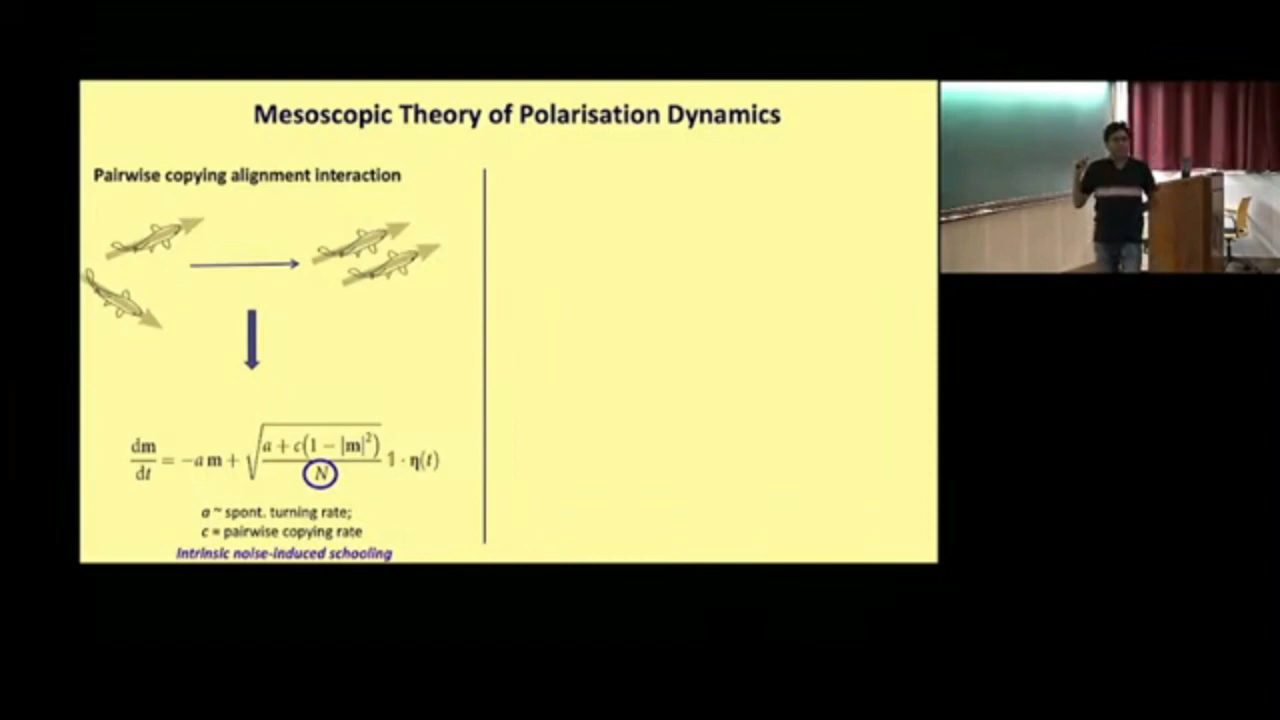 Mesoscopic Theory of Polarisation Dynamics
Pairwise copying alignment interaction
dm/dt = −a m + √((a + c(1 − |m|²))/N) 𝟙 · η(t)
a ~ spont. turning rate;
c = pairwise copying rate
Intrinsic noise-induced schooling